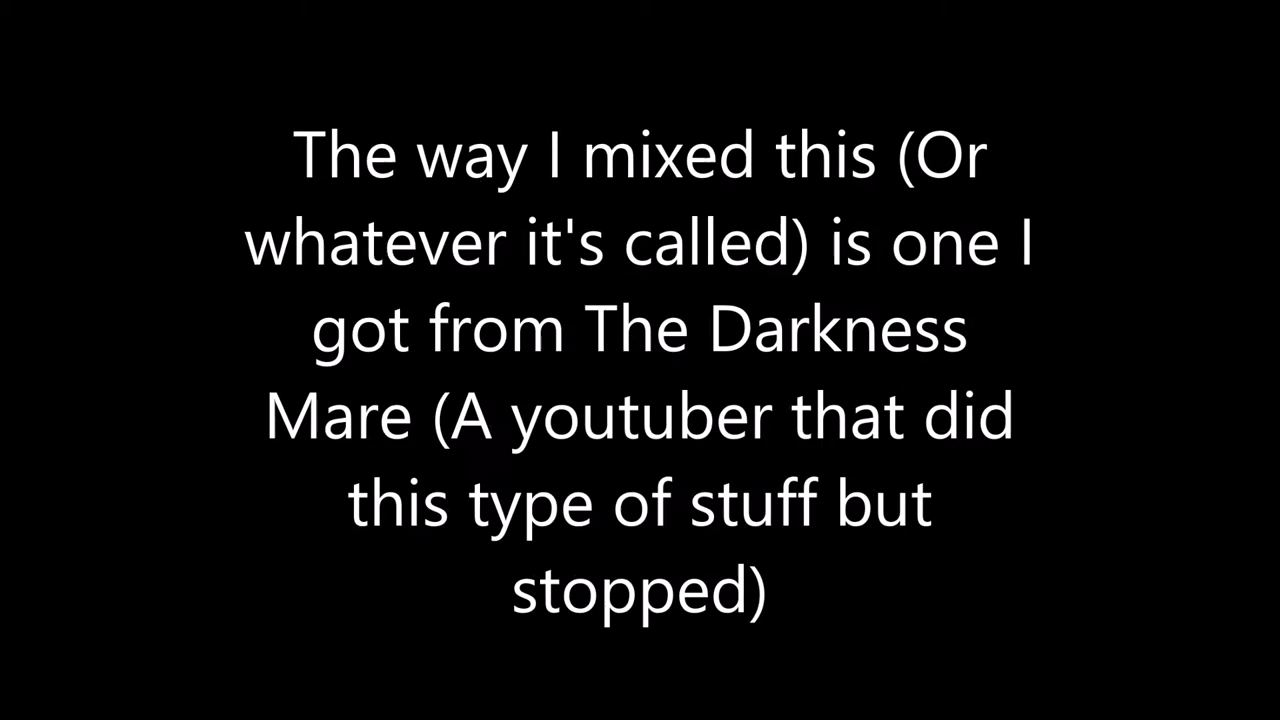 The way I mixed this (Or
whatever it's called) is one I
got from The Darkness
Mare (A youtuber that did
this type of stuff but
stopped)